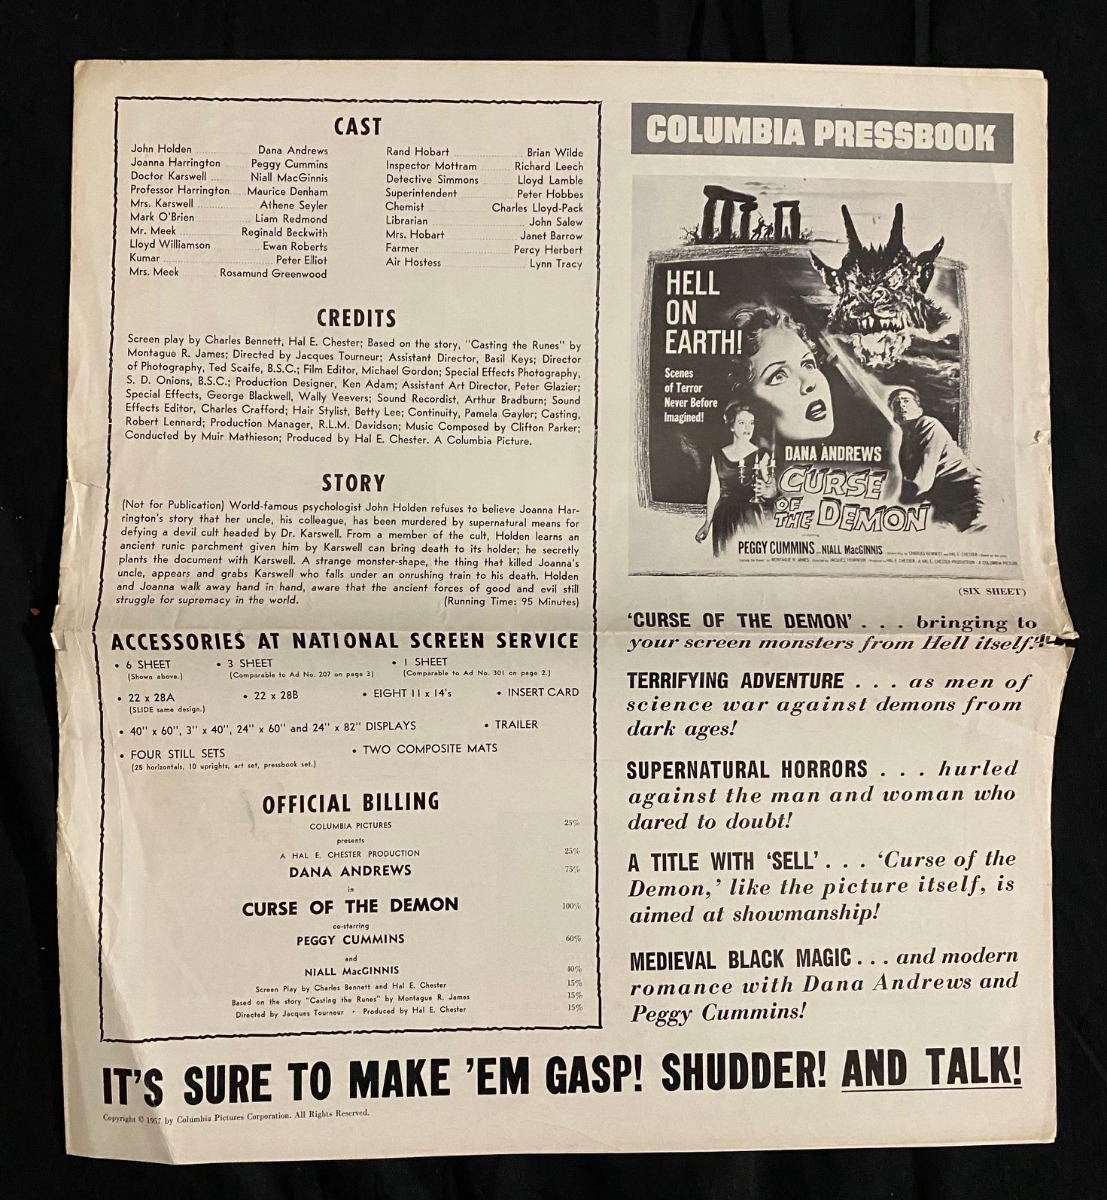 CAST
John Holden Dana Andrews
Joanna Harrington Peggy Cummins
Doctor Karswell Niall MacGinnis
Professor Harrington Maurice Denham
Mrs. Karswell Athene Seyler
Mark O'Brien Liam Redmond
Mr. Meek Reginald Beckwith
Lloyd Williamson Ewan Roberts
Kumar Peter Elliot
Mrs. Meek Rosamund Greenwood
Rand Hobart Brian Wilde
Inspector Mottram Richard Leech
Detective Simmons Lloyd Lamble
Superintendent Peter Hobbes
Chemist Charles Lloyd-Pack
Librarian John Salew
Mrs. Hobart Janet Barrow
Farmer Percy Herbert
Air Hostess Lynn Tracy
CREDITS
Screen play by Charles Bennett, Hal E. Chester; Based on the story, "Casting the Runes" by
Montague R. James; Directed by Jacques Tourneur; Assistant Director, Basil Keys; Director
of Photography, Ted Scaife, B.S.C.; Film Editor, Michael Gordon; Special Effects Photography,
S. D. Onions, B.S.C.; Production Designer, Ken Adam; Assistant Art Director, Peter Glazier;
Special Effects, George Blackwell, Wally Veevers; Sound Recordist, Arthur Bradburn; Sound
Effects Editor, Charles Crafford; Hair Stylist, Betty Lee; Continuity, Pamela Gayler; Casting,
Robert Lennard; Production Manager, R.L.M. Davidson; Music Composed by Clifton Parker;
Conducted by Muir Mathieson; Produced by Hal E. Chester. A Columbia Picture.
STORY
(Not for Publication) World-famous psychologist John Holden refuses to believe Joanna Har-
rington's story that her uncle, his colleague, has been murdered by supernatural means for
defying a devil cult headed by Dr. Karswell. From a member of the cult, Holden learns an
ancient runic parchment given him by Karswell can bring death to its holder; he secretly
plants the document with Karswell. A strange monster-shape, the thing that killed Joanna's
uncle, appears and grabs Karswell who falls under an onrushing train to his death. Holden
and Joanna walk away hand in hand, aware that the ancient forces of good and evil still
struggle for supremacy in the world. (Running Time: 95 Minutes)
ACCESSORIES AT NATIONAL SCREEN SERVICE
• 6 SHEET • 3 SHEET • 1 SHEET
(Shown above.) (Comparable to Ad No. 207 on page 3) (Comparable to Ad No. 301 on page 2.)
• 22 x 28A • 22 x 28B • EIGHT 11 x 14's • INSERT CARD
(SLIDE same design.)
• 40" x 60", 3" x 40", 24" x 60" and 24" x 82" DISPLAYS • TRAILER
• FOUR STILL SETS • TWO COMPOSITE MATS
(25 horizontals, 10 uprights, art set, pressbook set.)
OFFICIAL BILLING
COLUMBIA PICTURES 25%
presents
A HAL E. CHESTER PRODUCTION 25%
DANA ANDREWS 75%
in
CURSE OF THE DEMON 100%
co-starring
PEGGY CUMMINS 60%
and
NIALL MacGINNIS 40%
Screen Play by Charles Bennett and Hal E. Chester 15%
Based on the story "Casting the Runes" by Montague R. James 15%
Directed by Jacques Tourneur • Produced by Hal E. Chester 15%
COLUMBIA PRESSBOOK
HELL
ON
EARTH!
Scenes
of Terror
Never Before
Imagined!
DANA ANDREWS
CURSE
OF
THE DEMON
PEGGY CUMMINS NIALL MacGINNIS
(SIX SHEET)
'CURSE OF THE DEMON' . . . bringing to
your screen monsters from Hell itself!
TERRIFYING ADVENTURE . . . as men of
science war against demons from
dark ages!
SUPERNATURAL HORRORS . . . hurled
against the man and woman who
dared to doubt!
A TITLE WITH 'SELL' . . . 'Curse of the
Demon,' like the picture itself, is
aimed at showmanship!
MEDIEVAL BLACK MAGIC . . . and modern
romance with Dana Andrews and
Peggy Cummins!
IT'S SURE TO MAKE 'EM GASP! SHUDDER! AND TALK!
Copyright © 1957 by Columbia Pictures Corporation. All Rights Reserved.